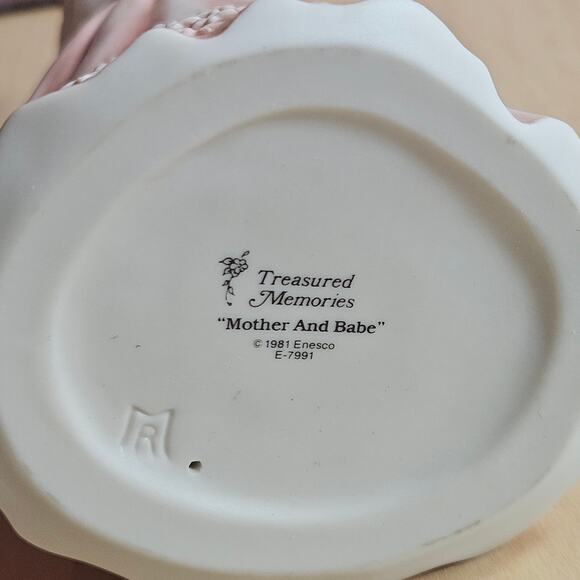 Treasured
Memories
“Mother And Babe”
© 1981 Enesco
E-7991
R